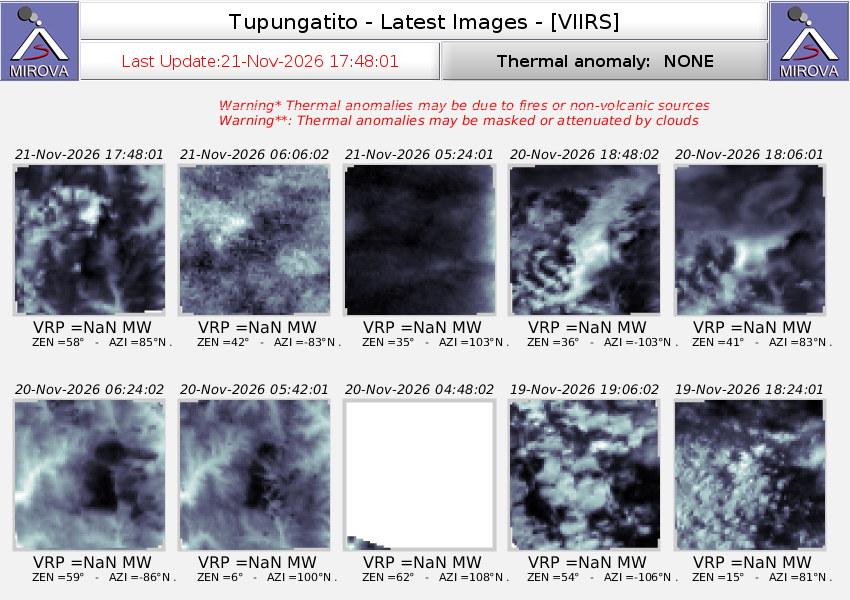 Tupungatito - Latest Images - [VIIRS]
MIROVA
Last Update:21-Nov-2026 17:48:01
Thermal anomaly: NONE
MIROVA
Warning* Thermal anomalies may be due to fires or non-volcanic sources
Warning**: Thermal anomalies may be masked or attenuated by clouds
21-Nov-2026 17:48:01 21-Nov-2026 06:06:02 21-Nov-2026 05:24:01 20-Nov-2026 18:48:02 20-Nov-2026 18:06:01
VRP =NaN MW VRP =NaN MW VRP =NaN MW VRP =NaN MW VRP =NaN MW
ZEN =58° - AZI =85°N . ZEN =42° - AZI =-83°N . ZEN =35° - AZI =103°N . ZEN =36° - AZI =-103°N . ZEN =41° - AZI =83°N .
20-Nov-2026 06:24:02 20-Nov-2026 05:42:01 20-Nov-2026 04:48:02 19-Nov-2026 19:06:02 19-Nov-2026 18:24:01
VRP =NaN MW VRP =NaN MW VRP =NaN MW VRP =NaN MW VRP =NaN MW
ZEN =59° - AZI =-86°N . ZEN =6° - AZI =100°N . ZEN =62° - AZI =108°N . ZEN =54° - AZI =-106°N . ZEN =15° - AZI =81°N .